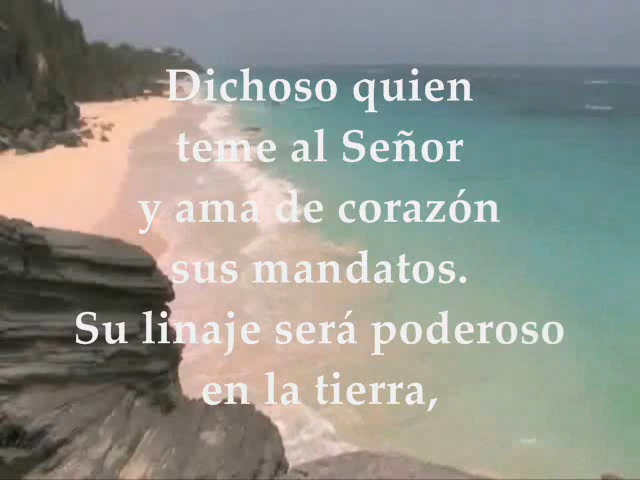 Dichoso quien
teme al Señor
y ama de corazón
sus mandatos.
Su linaje será poderoso
en la tierra,